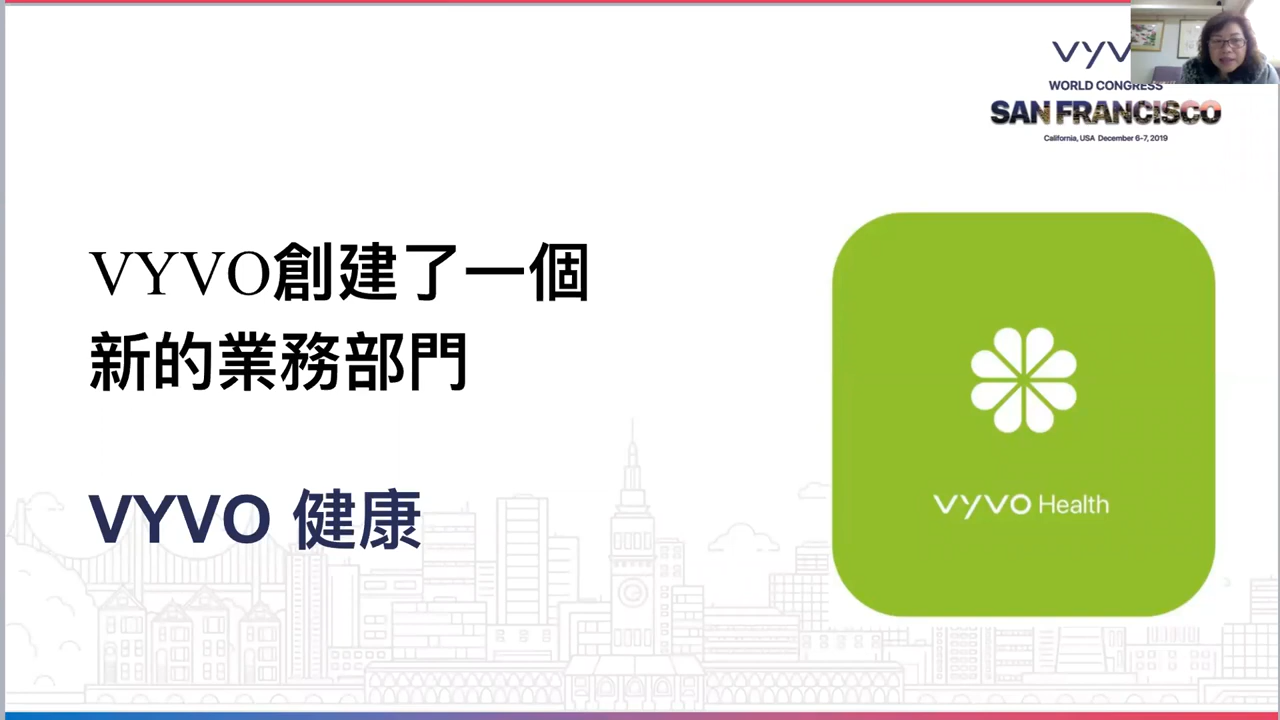 VYV
WORLD CONGRESS
SAN FRANCISCO
California, USA December 6-7, 2019
VYVO創建了一個
新的業務部門
VYVO 健康
VYVO Health